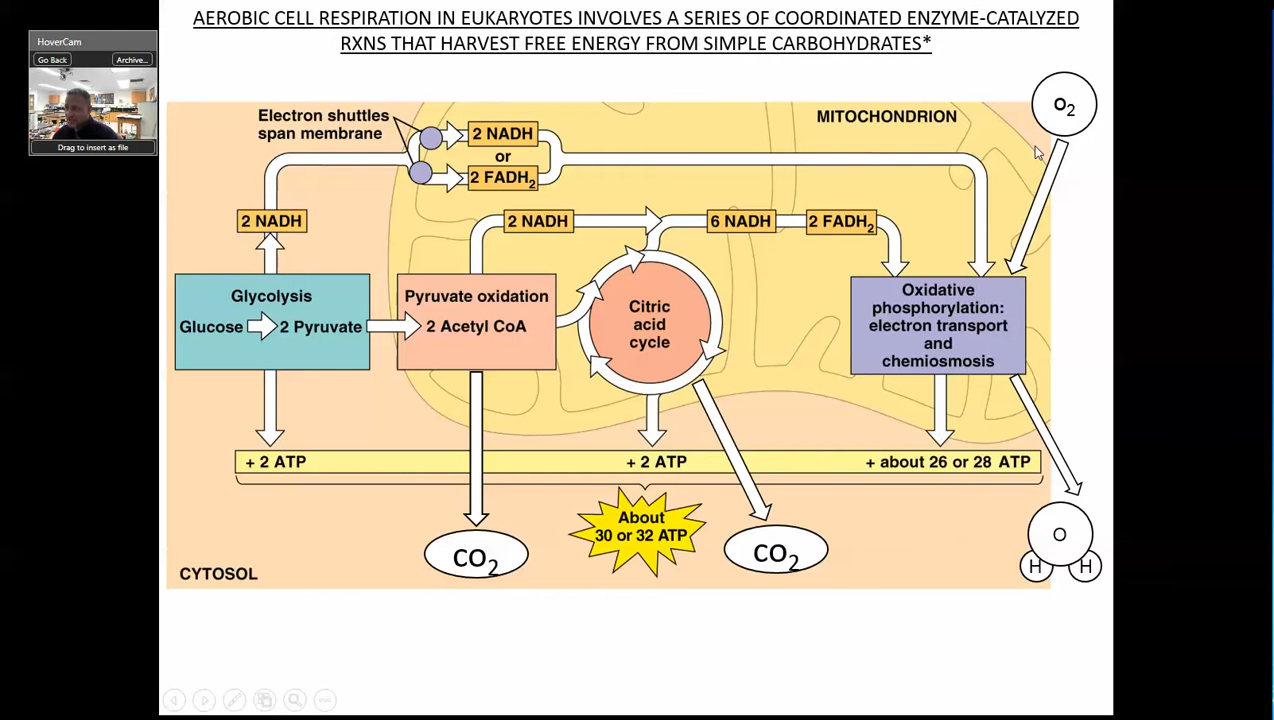 AEROBIC CELL RESPIRATION IN EUKARYOTES INVOLVES A SERIES OF COORDINATED ENZYME-CATALYZED
RXNS THAT HARVEST FREE ENERGY FROM SIMPLE CARBOHYDRATES*
HoverCam
Go Back
Archive...
Drag to insert as file
Electron shuttles
span membrane
2 NADH
or
2 FADH2
MITOCHONDRION
O2
2 NADH
2 NADH
6 NADH
2 FADH2
Glycolysis
Glucose
2 Pyruvate
Pyruvate oxidation
2 Acetyl CoA
Citric
acid
cycle
Oxidative
phosphorylation:
electron transport
and
chemiosmosis
+ 2 ATP
+ 2 ATP
+ about 26 or 28 ATP
About
30 or 32 ATP
CO2
CO2
O
H
H
CYTOSOL